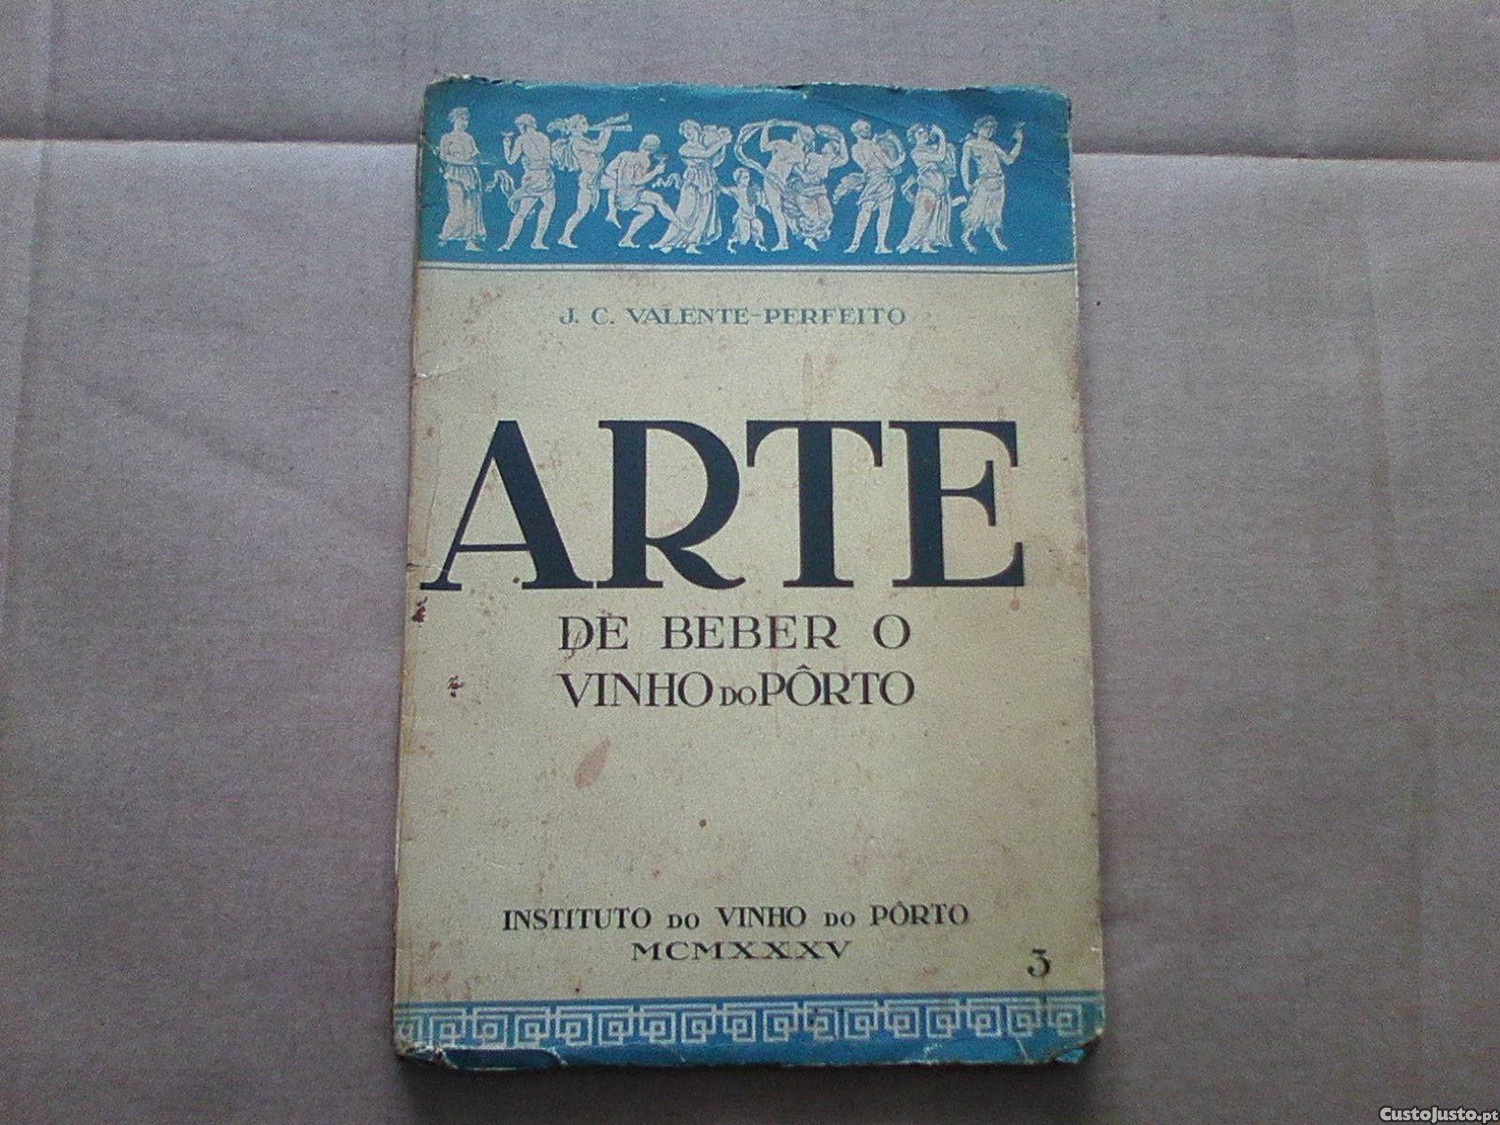 J. C. VALENTE-PERFEITO
ARTE
DE BEBER O
VINHO DO PÔRTO
INSTITUTO DO VINHO DO PÔRTO
MCMXXXV
3
CustoJusto.pt